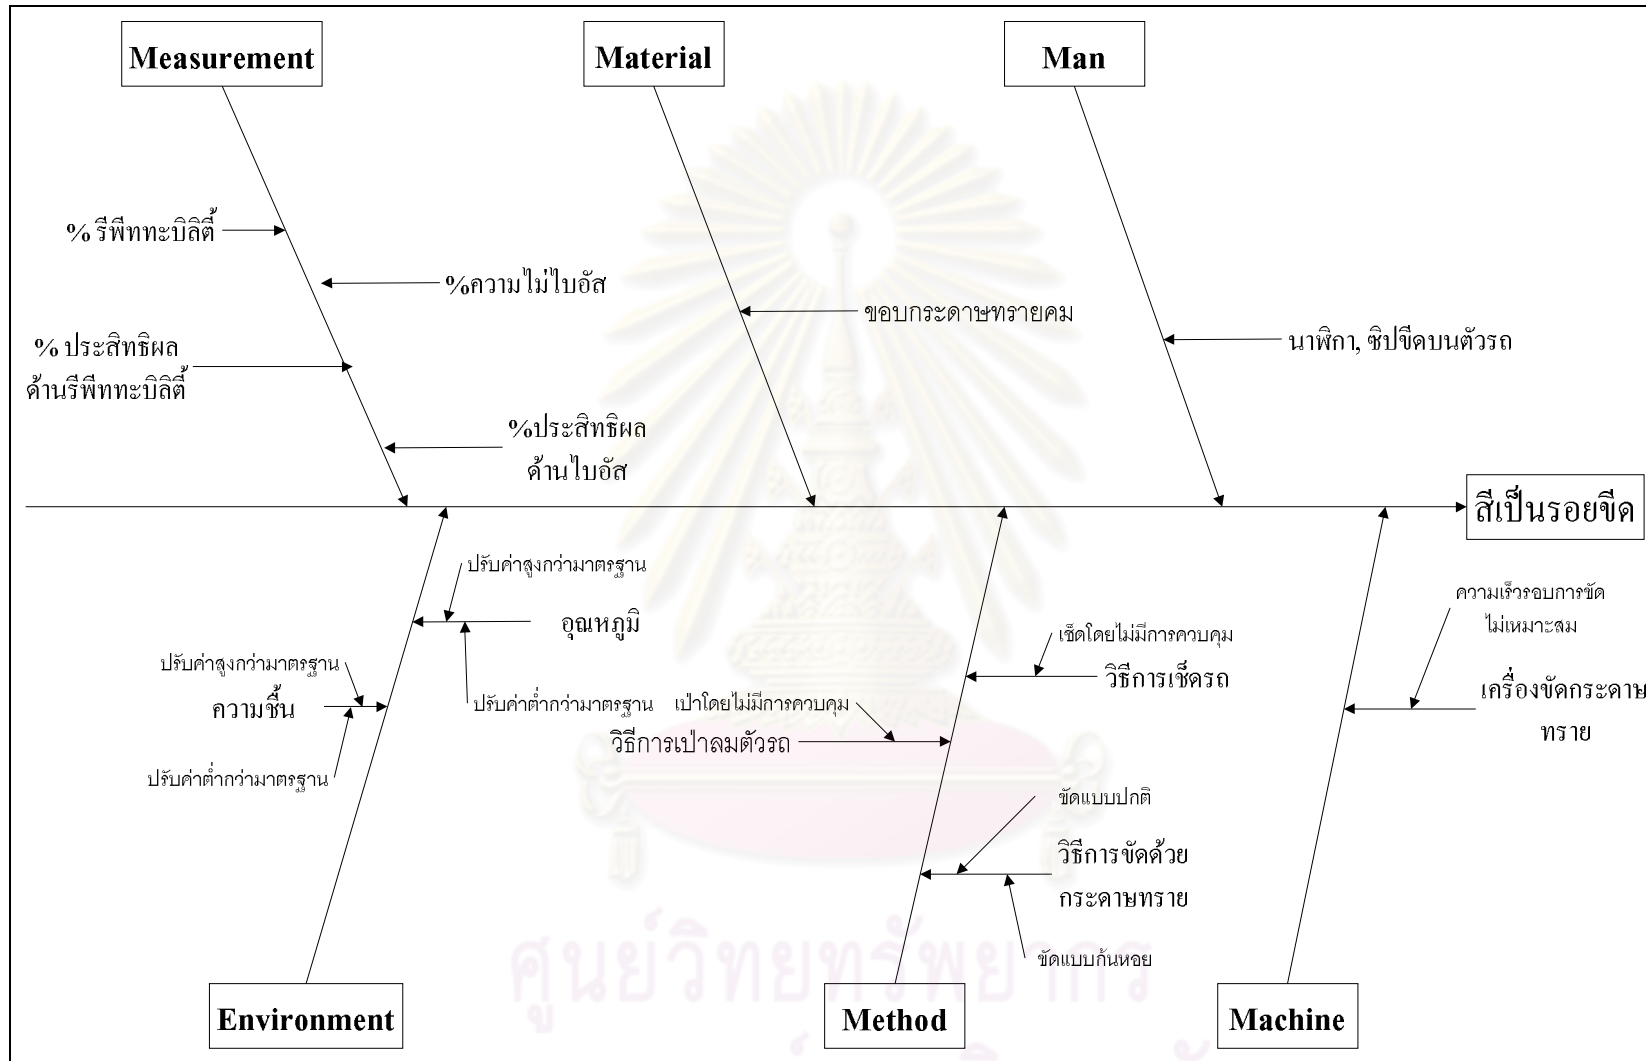 Measurement
Material
Man
% รีพีททะบิลิตี้
%ความไม่ไบอัส
ขอบกระดาษทรายคม
นาฬิกา, ซิปขีดบนตัวรถ
% ประสิทธิผล
ด้านรีพีททะบิลิตี้
%ประสิทธิผล
ด้านไบอัส
สีเป็นรอยขีด
ปรับค่าสูงกว่ามาตรฐาน
อุณหภูมิ
ปรับค่าต่ำกว่ามาตรฐาน
ปรับค่าสูงกว่ามาตรฐาน
ความชื้น
ปรับค่าต่ำกว่ามาตรฐาน
เช็ดโดยไม่มีการควบคุม
วิธีการเช็ดรถ
เป่าโดยไม่มีการควบคุม
วิธีการเป่าลมตัวรถ
ขัดแบบปกติ
วิธีการขัดด้วย
กระดาษทราย
ขัดแบบก้นหอย
ความเร็วรอบการขัด
ไม่เหมาะสม
เครื่องขัดกระดาษ
ทราย
ศูนย์วิทยทรัพยากร
Environment
Method
Machine